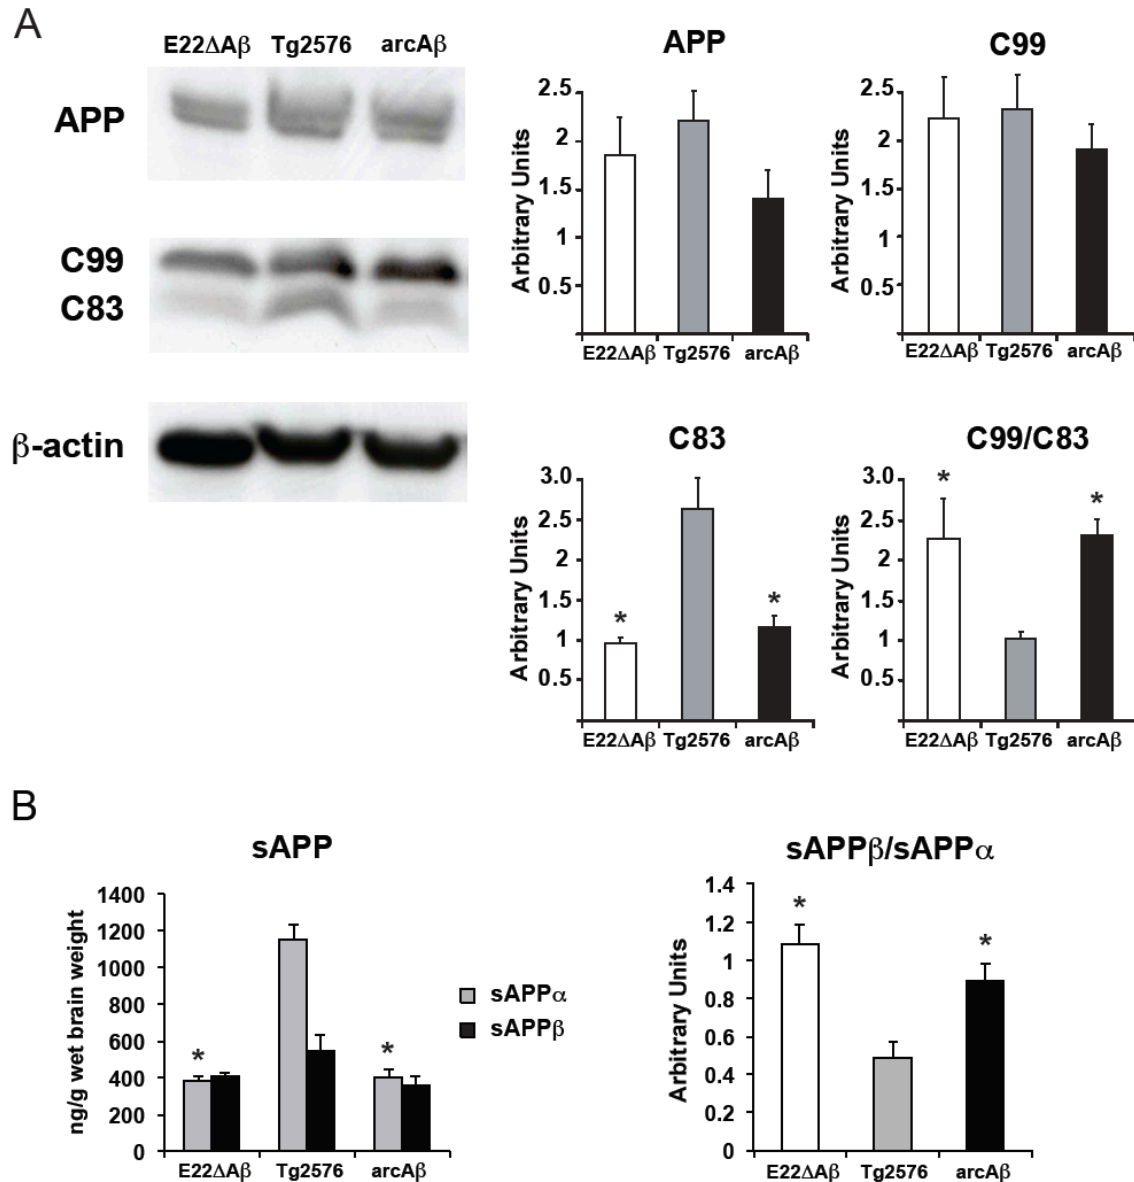 A
E22ΔAβ Tg2576 arcAβ
APP
C99
C83
β-actin
APP
2.5
2
1.5
1
0.5
Arbitrary Units
E22ΔAβ Tg2576 arcAβ
C99
2.5
2
1.5
1
0.5
Arbitrary Units
E22ΔAβ Tg2576 arcAβ
C83
3.0
2.5
2
1.5
1
0.5
Arbitrary Units
* *
E22ΔAβ Tg2576 arcAβ
C99/C83
3.0
2.5
2
1.5
1
0.5
Arbitrary Units
* *
E22ΔAβ Tg2576 arcAβ
B
sAPP
1400
1200
1000
800
600
400
200
0
ng/g wet brain weight
* *
E22ΔAβ Tg2576 arcAβ
sAPPα
sAPPβ
sAPPβ/sAPPα
1.4
1.2
1
0.8
0.6
0.4
0.2
0
Arbitrary Units
* *
E22ΔAβ Tg2576 arcAβ